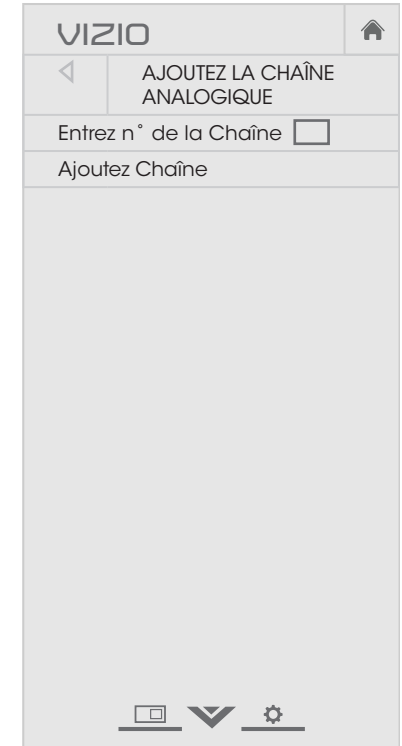 VIZIO
AJOUTEZ LA CHAÎNE
ANALOGIQUE
Entrez n° de la Chaîne
Ajoutez Chaîne